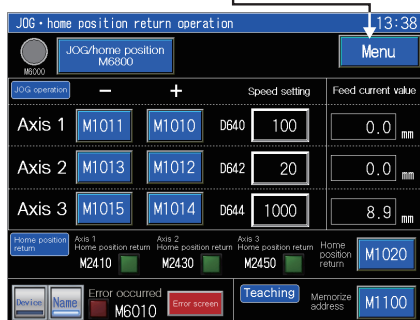 JOG・home position return operation 13:38
M6000
JOG/home position
M6800
Menu
JOG operation − + Speed setting Feed current value
Axis 1 M1011 M1010 D640 100 0.0 mm
Axis 2 M1013 M1012 D642 20 0.0 mm
Axis 3 M1015 M1014 D644 1000 8.9 mm
Home position return
Axis 1
Home position return
M2410
Axis 2
Home position return
M2430
Axis 3
Home position return
M2450
Home
position
return
M1020
Device Name
Error occurred
M6010
Error screen
Teaching
Memorize
address
M1100